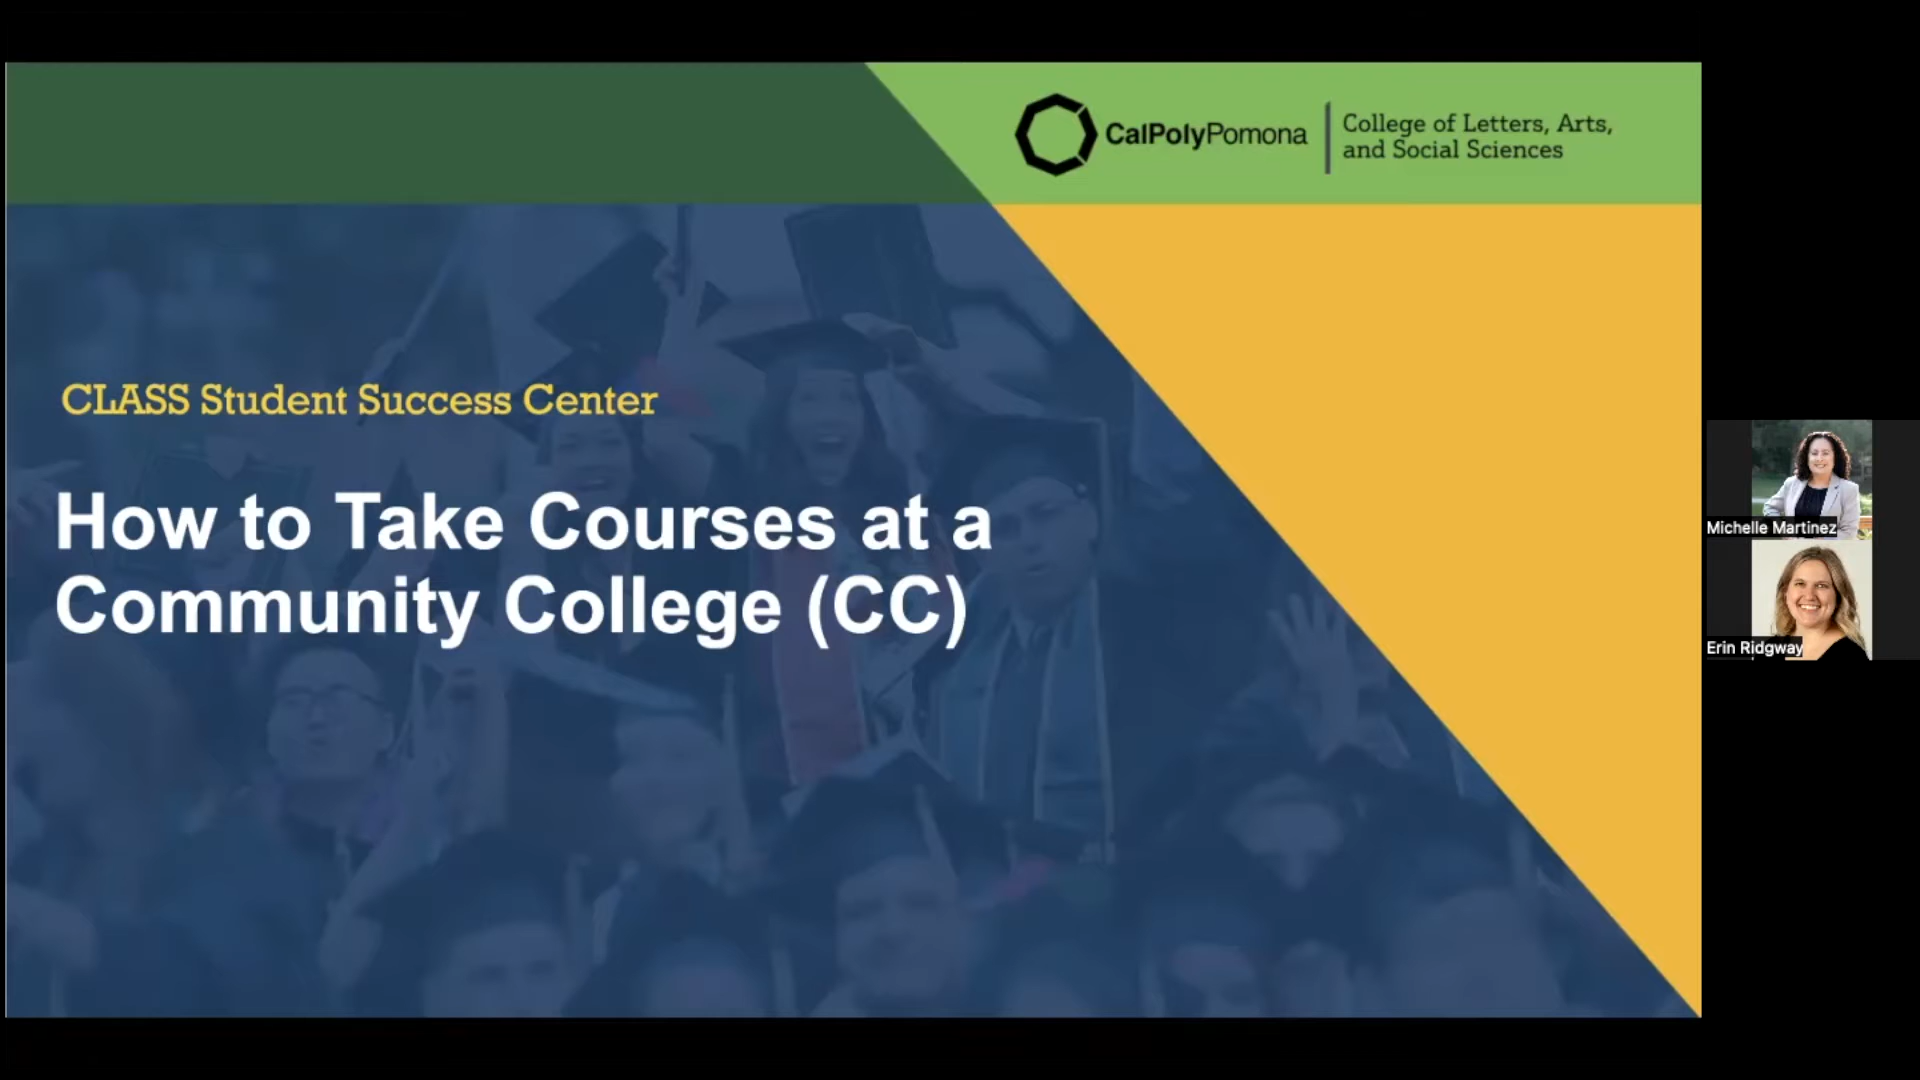 CalPolyPomona
College of Letters, Arts,
and Social Sciences
CLASS Student Success Center
How to Take Courses at a
Community College (CC)
Michelle Martinez
Erin Ridgway